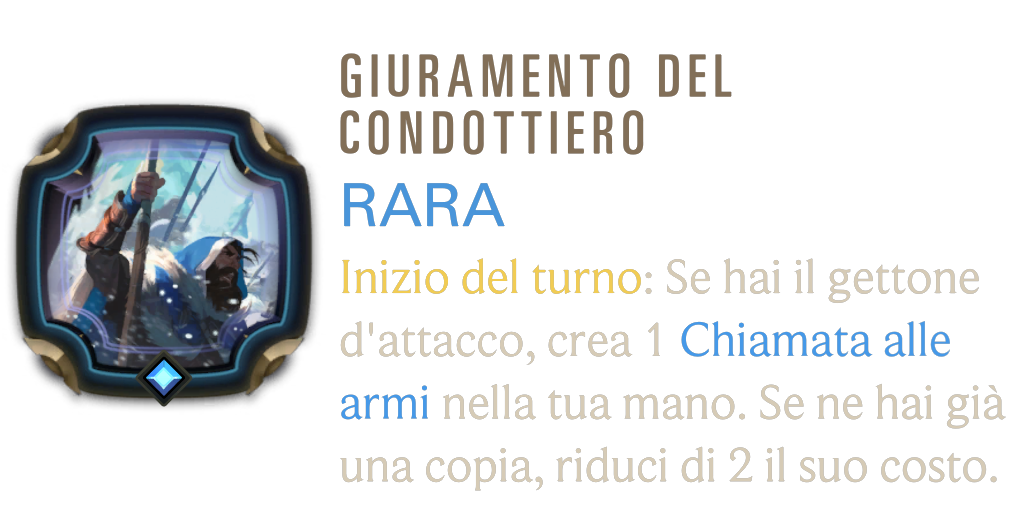 GIURAMENTO DEL
CONDOTTIERO
RARA
Inizio del turno: Se hai il gettone
d'attacco, crea 1 Chiamata alle
armi nella tua mano. Se ne hai già
una copia, riduci di 2 il suo costo.